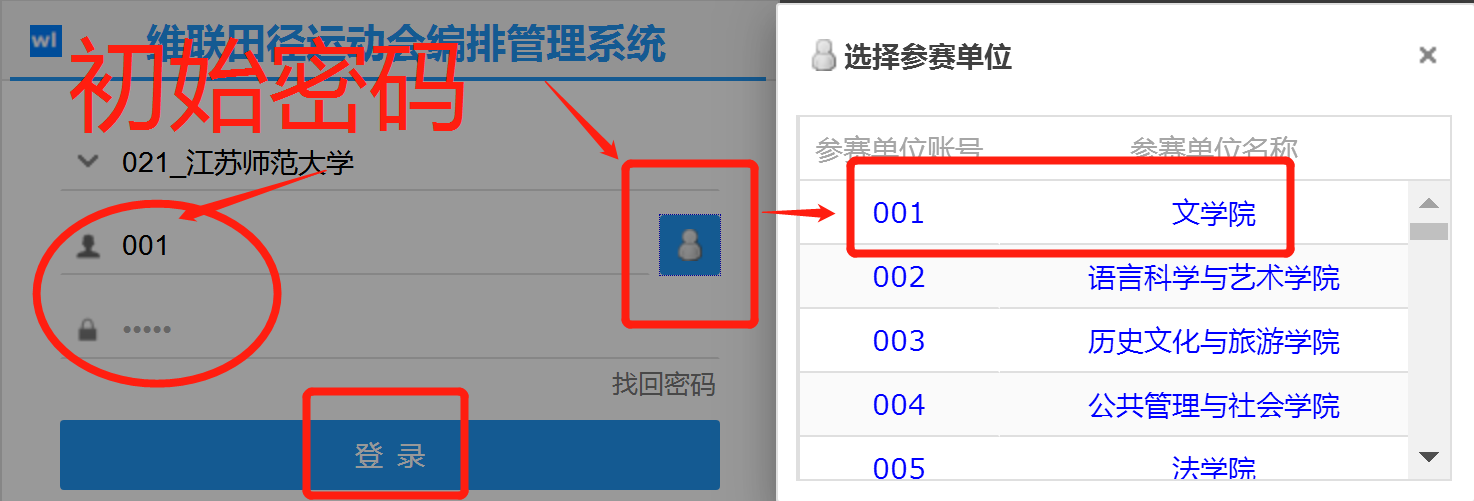 wl
维联田径运动会编排管理系统
初始密码
021_江苏师范大学
001
•••••
找回密码
登 录
选择参赛单位
×
参赛单位账号 参赛单位名称
001 文学院
002 语言科学与艺术学院
003 历史文化与旅游学院
004 公共管理与社会学院
005 法学院